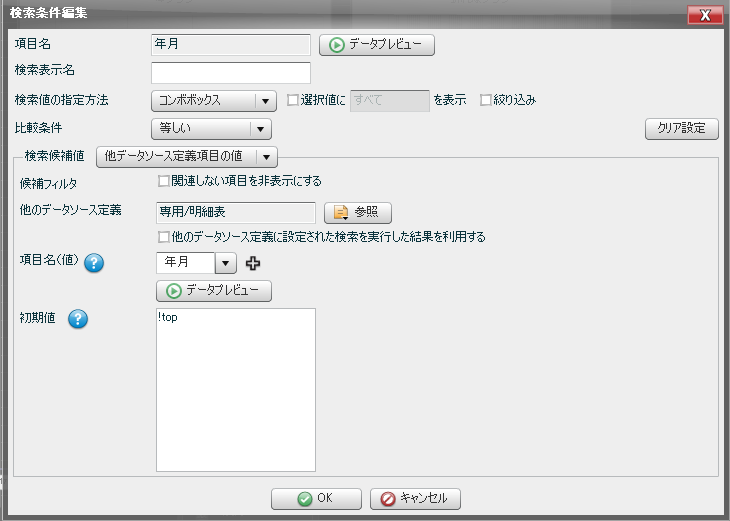 検索条件編集 X
項目名 年月 データプレビュー
検索表示名
検索値の指定方法 コンボボックス 選択値に すべて を表示 絞り込み
比較条件 等しい クリア設定
検索候補値 他データソース定義項目の値
候補フィルタ 関連しない項目を非表示にする
他のデータソース定義 専用/明細表 参照
他のデータソース定義に設定された検索を実行した結果を利用する
項目名(値) ? 年月
データプレビュー
初期値 ? !top
OK キャンセル